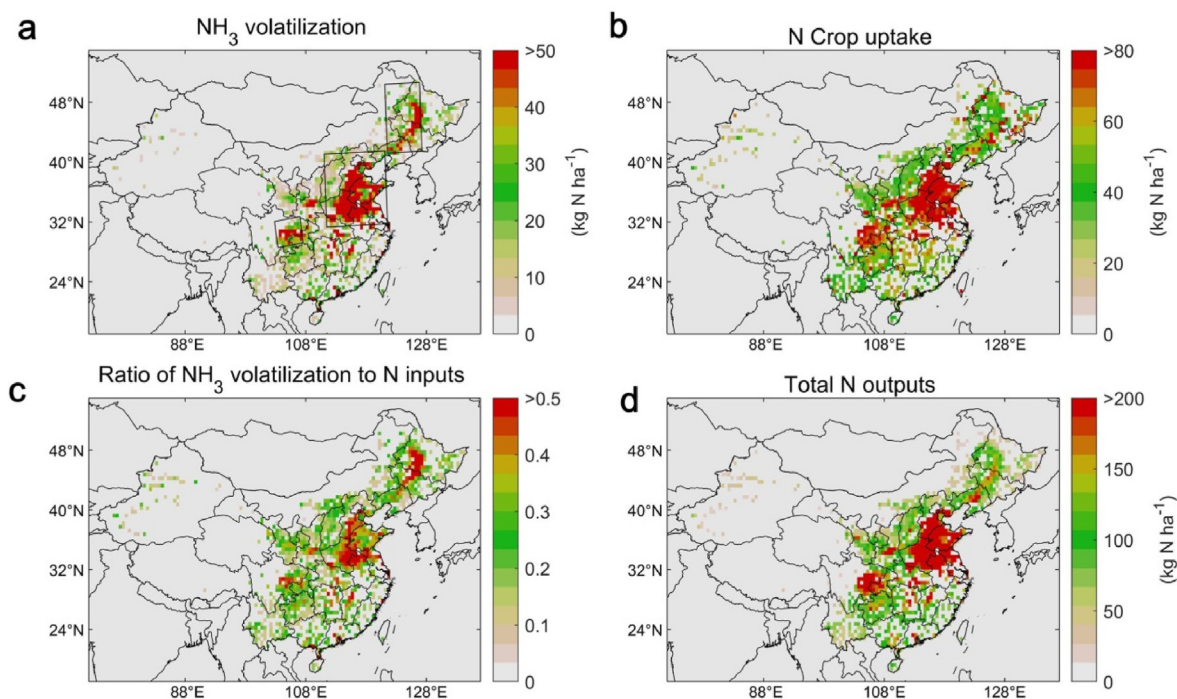 a
NH3 volatilization
48°N
40°N
32°N
24°N
88°E
108°E
128°E
>50
40
30
20
10
0
(kg N ha-1)
b
N Crop uptake
48°N
40°N
32°N
24°N
88°E
108°E
128°E
>80
60
40
20
0
(kg N ha-1)
c
Ratio of NH3 volatilization to N inputs
48°N
40°N
32°N
24°N
88°E
108°E
128°E
>0.5
0.4
0.3
0.2
0.1
0
d
Total N outputs
48°N
40°N
32°N
24°N
88°E
108°E
128°E
>200
150
100
50
0
(kg N ha-1)